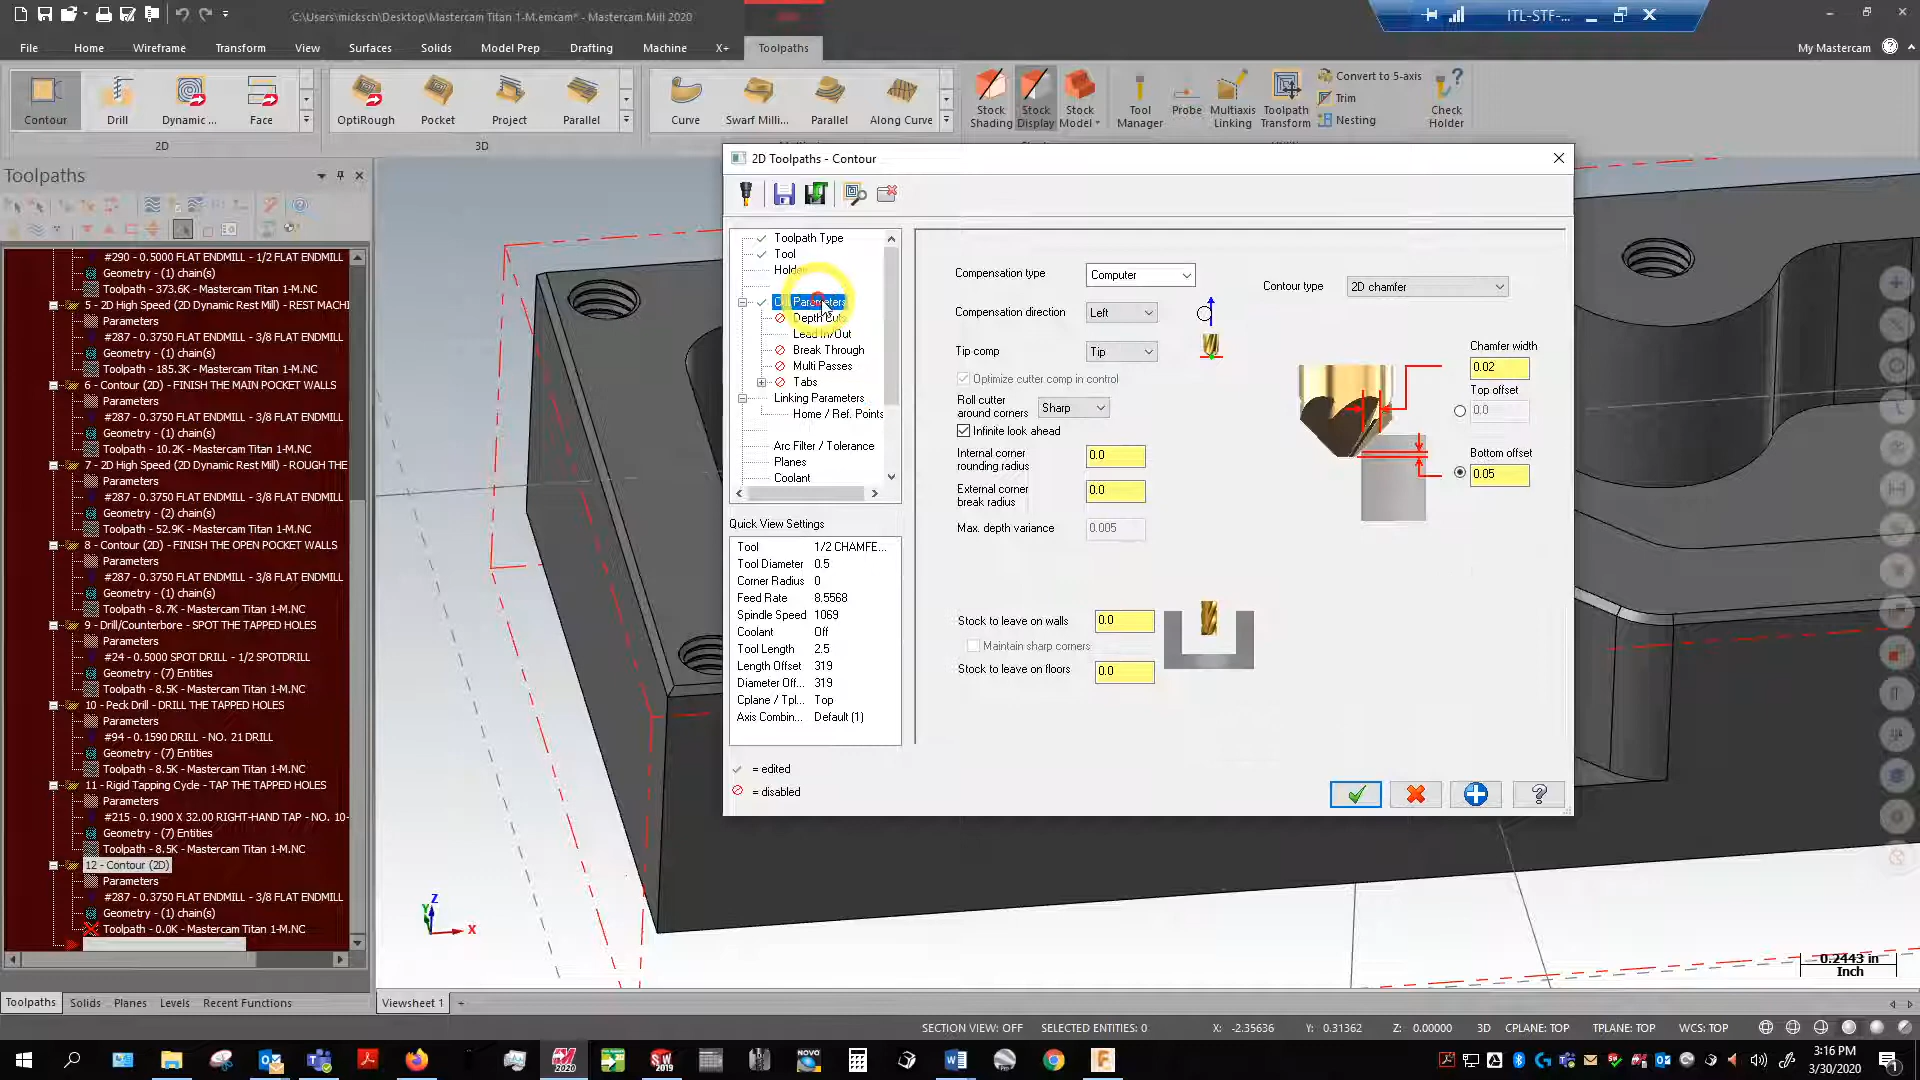 C:\Users\micksch\Desktop\Mastercam Titan 1-M.emcam* - Mastercam Mill 2020
ITL-STF-...
File Home Wireframe Transform View Surfaces Solids Model Prep Drafting Machine X+ Toolpaths
My Mastercam
Contour Drill Dynamic ... Face
2D
OptiRough Pocket Project Parallel
3D
Curve Swarf Milli... Parallel Along Curve
Stock Shading
Stock Display
Stock Model
Tool Manager
Probe
Multiaxis Linking
Toolpath Transform
Convert to 5-axis
Trim
Nesting
Check Holder
Toolpaths
#290 - 0.5000 FLAT ENDMILL - 1/2 FLAT ENDMILL
Geometry - (1) chain(s)
Toolpath - 373.6K - Mastercam Titan 1-M.NC
5 - 2D High Speed (2D Dynamic Rest Mill) - REST MACHI
Parameters
#287 - 0.3750 FLAT ENDMILL - 3/8 FLAT ENDMILL
Geometry - (1) chain(s)
Toolpath - 185.3K - Mastercam Titan 1-M.NC
6 - Contour (2D) - FINISH THE MAIN POCKET WALLS
Parameters
#287 - 0.3750 FLAT ENDMILL - 3/8 FLAT ENDMILL
Geometry - (1) chain(s)
Toolpath - 10.2K - Mastercam Titan 1-M.NC
7 - 2D High Speed (2D Dynamic Rest Mill) - ROUGH THE
Parameters
#287 - 0.3750 FLAT ENDMILL - 3/8 FLAT ENDMILL
Geometry - (2) chain(s)
Toolpath - 52.9K - Mastercam Titan 1-M.NC
8 - Contour (2D) - FINISH THE OPEN POCKET WALLS
Parameters
#287 - 0.3750 FLAT ENDMILL - 3/8 FLAT ENDMILL
Geometry - (1) chain(s)
Toolpath - 8.7K - Mastercam Titan 1-M.NC
9 - Drill/Counterbore - SPOT THE TAPPED HOLES
Parameters
#24 - 0.5000 SPOT DRILL - 1/2 SPOTDRILL
Geometry - (7) Entities
Toolpath - 8.5K - Mastercam Titan 1-M.NC
10 - Peck Drill - DRILL THE TAPPED HOLES
Parameters
#94 - 0.1590 DRILL - NO. 21 DRILL
Geometry - (7) Entities
Toolpath - 8.5K - Mastercam Titan 1-M.NC
11 - Rigid Tapping Cycle - TAP THE TAPPED HOLES
Parameters
#215 - 0.1900 X 32.00 RIGHT-HAND TAP - NO. 10-
Geometry - (7) Entities
Toolpath - 8.5K - Mastercam Titan 1-M.NC
12 - Contour (2D)
Parameters
#287 - 0.3750 FLAT ENDMILL - 3/8 FLAT ENDMILL
Geometry - (1) chain(s)
Toolpath - 0.0K - Mastercam Titan 1-M.NC
Toolpaths Solids Planes Levels Recent Functions
2D Toolpaths - Contour
Toolpath Type
Tool
Holder
Parameters
Depth Cuts
Lead In/Out
Break Through
Multi Passes
Tabs
Linking Parameters
Home / Ref. Points
Arc Filter / Tolerance
Planes
Coolant
Quick View Settings
Tool 1/2 CHAMFE...
Tool Diameter 0.5
Corner Radius 0
Feed Rate 8.5568
Spindle Speed 1069
Coolant Off
Tool Length 2.5
Length Offset 319
Diameter Off... 319
Cplane / Tpl... Top
Axis Combin... Default (1)
= edited
= disabled
Compensation type Computer
Compensation direction Left
Tip comp Tip
Optimize cutter comp in control
Roll cutter around corners Sharp
Infinite look ahead
Internal corner rounding radius 0.0
External corner break radius 0.0
Max. depth variance 0.005
Stock to leave on walls 0.0
Maintain sharp corners
Stock to leave on floors 0.0
Contour type 2D chamfer
Chamfer width
0.02
Top offset
0.0
Bottom offset
0.05
Z
Y
X
0.2443 in
Inch
Viewsheet 1 +
SECTION VIEW: OFF SELECTED ENTITIES: 0 X: -2.35636 Y: 0.31362 Z: 0.00000 3D CPLANE: TOP TPLANE: TOP WCS: TOP
2020
2019
NOVO
3:16 PM
3/30/2020
1